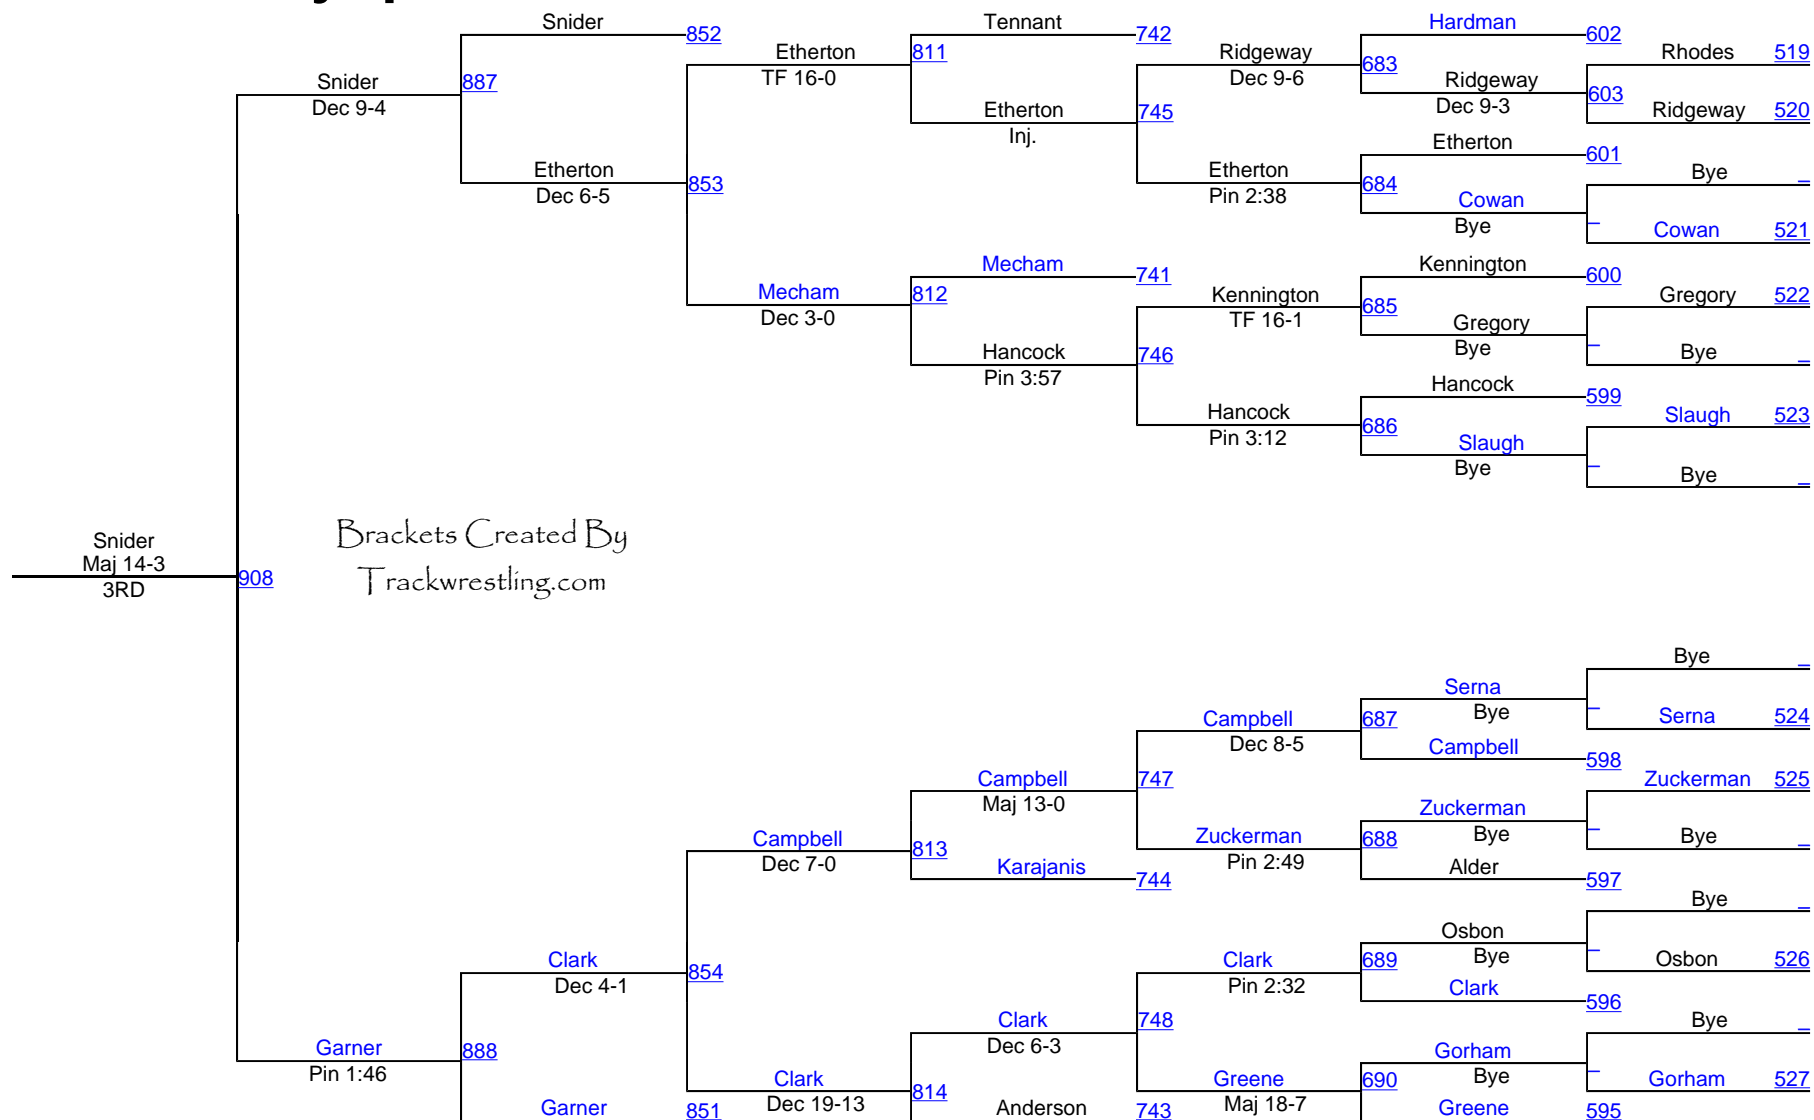 Snider
852
Snider
Dec 9-4
887
Etherton
Dec 6-5
853
Etherton
TF 16-0
811
Tennant
742
Etherton
Inj.
745
Ridgeway
Dec 9-6
683
Hardman
602
Ridgeway
Dec 9-3
603
Rhodes
519
Ridgeway
520
Etherton
Pin 2:38
684
Etherton
601
Cowan
Bye
Bye
Cowan
521
Mecham
Dec 3-0
812
Mecham
741
Hancock
Pin 3:57
746
Kennington
TF 16-1
685
Kennington
600
Gregory
Bye
Gregory
522
Bye
Hancock
Pin 3:12
686
Hancock
599
Slaugh
Bye
Slaugh
523
Bye
Snider
Maj 14-3
3RD
908
Brackets Created By
Trackwrestling.com
Garner
Pin 1:46
888
Clark
Dec 4-1
854
Campbell
Dec 7-0
813
Campbell
Maj 13-0
747
Campbell
Dec 8-5
687
Serna
Bye
Bye
Serna
524
Campbell
598
Zuckerman
Pin 2:49
688
Zuckerman
Bye
Zuckerman
525
Bye
Alder
597
Karajanis
744
Clark
Dec 19-13
814
Clark
Dec 6-3
748
Clark
Pin 2:32
689
Osbon
Bye
Bye
Osbon
526
Clark
596
Greene
Maj 18-7
690
Gorham
Bye
Bye
Gorham
527
Greene
595
Anderson
743
Garner
851